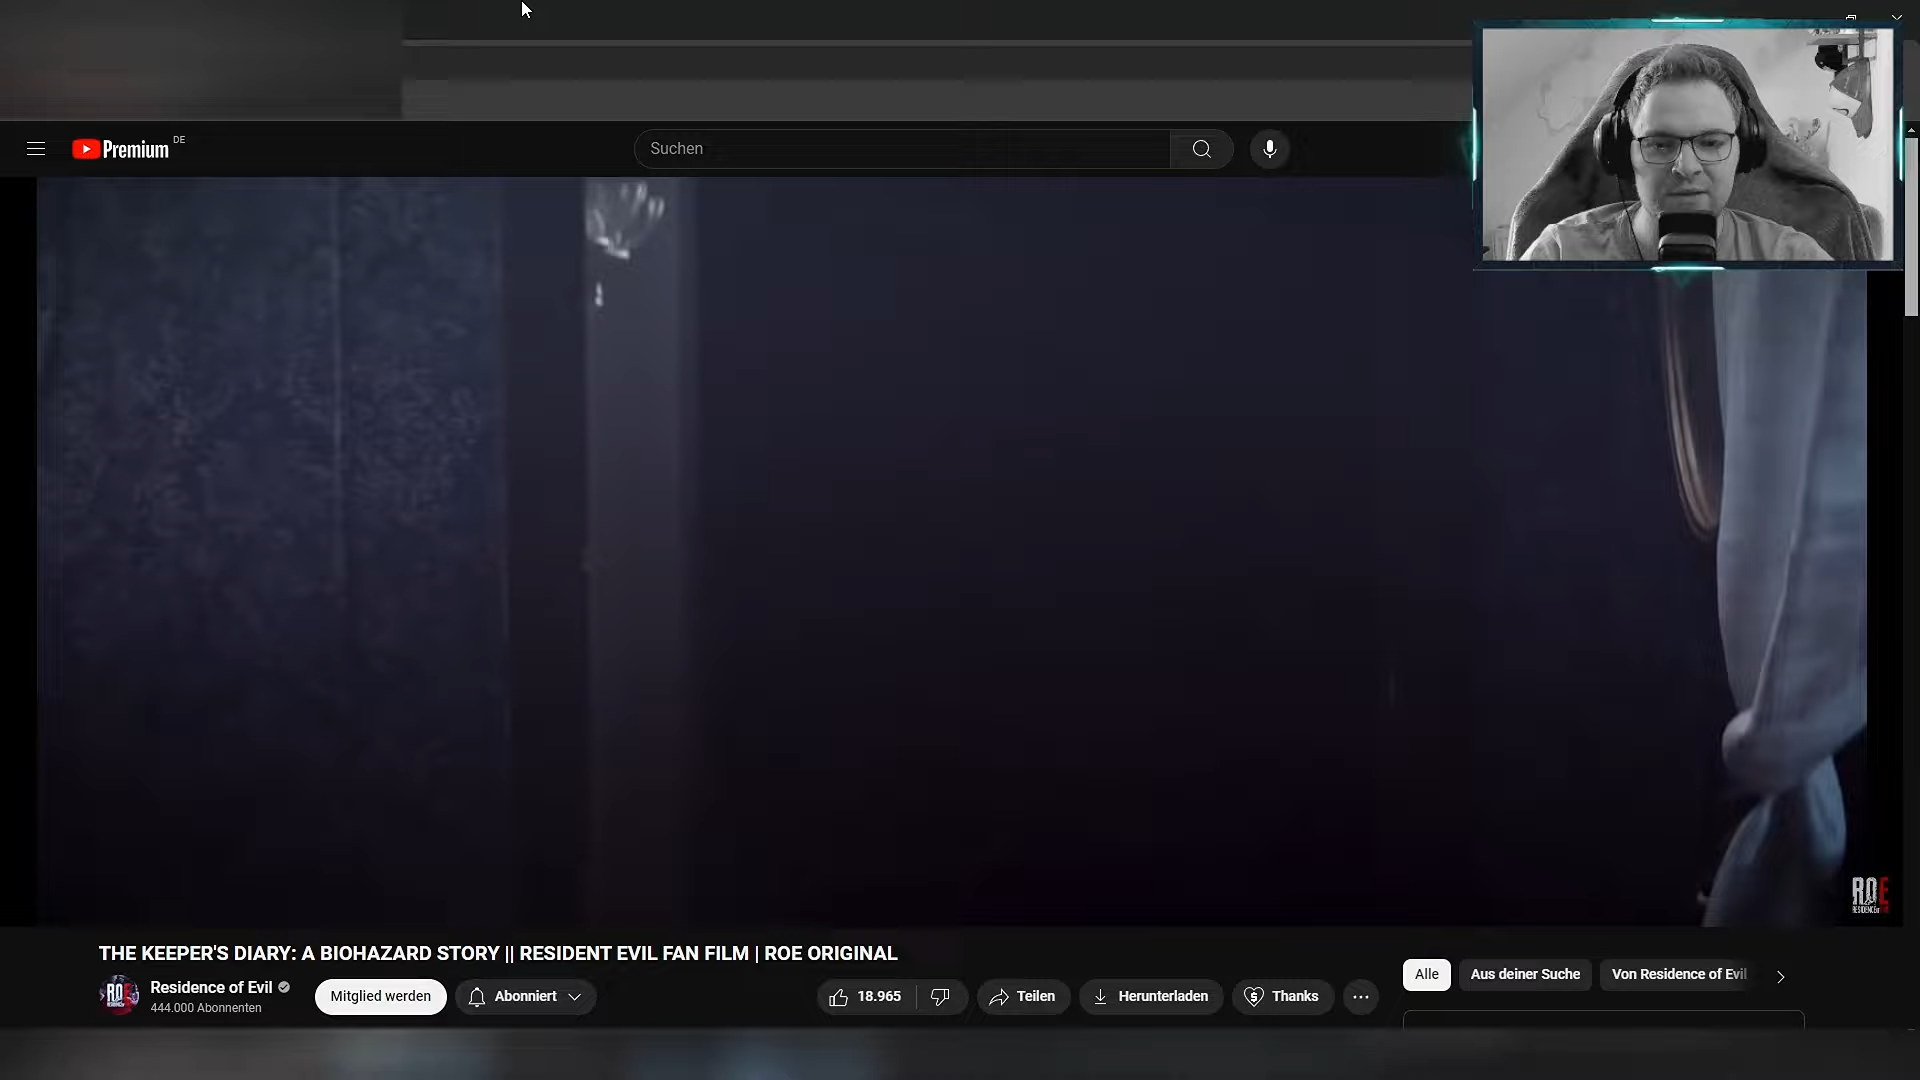 Premium DE
Suchen
THE KEEPER'S DIARY: A BIOHAZARD STORY || RESIDENT EVIL FAN FILM | ROE ORIGINAL
Residence of Evil
444.000 Abonnenten
Mitglied werden
Abonniert
18.965
Teilen
Herunterladen
Thanks
Alle
Aus deiner Suche
Von Residence of Evil
ROE